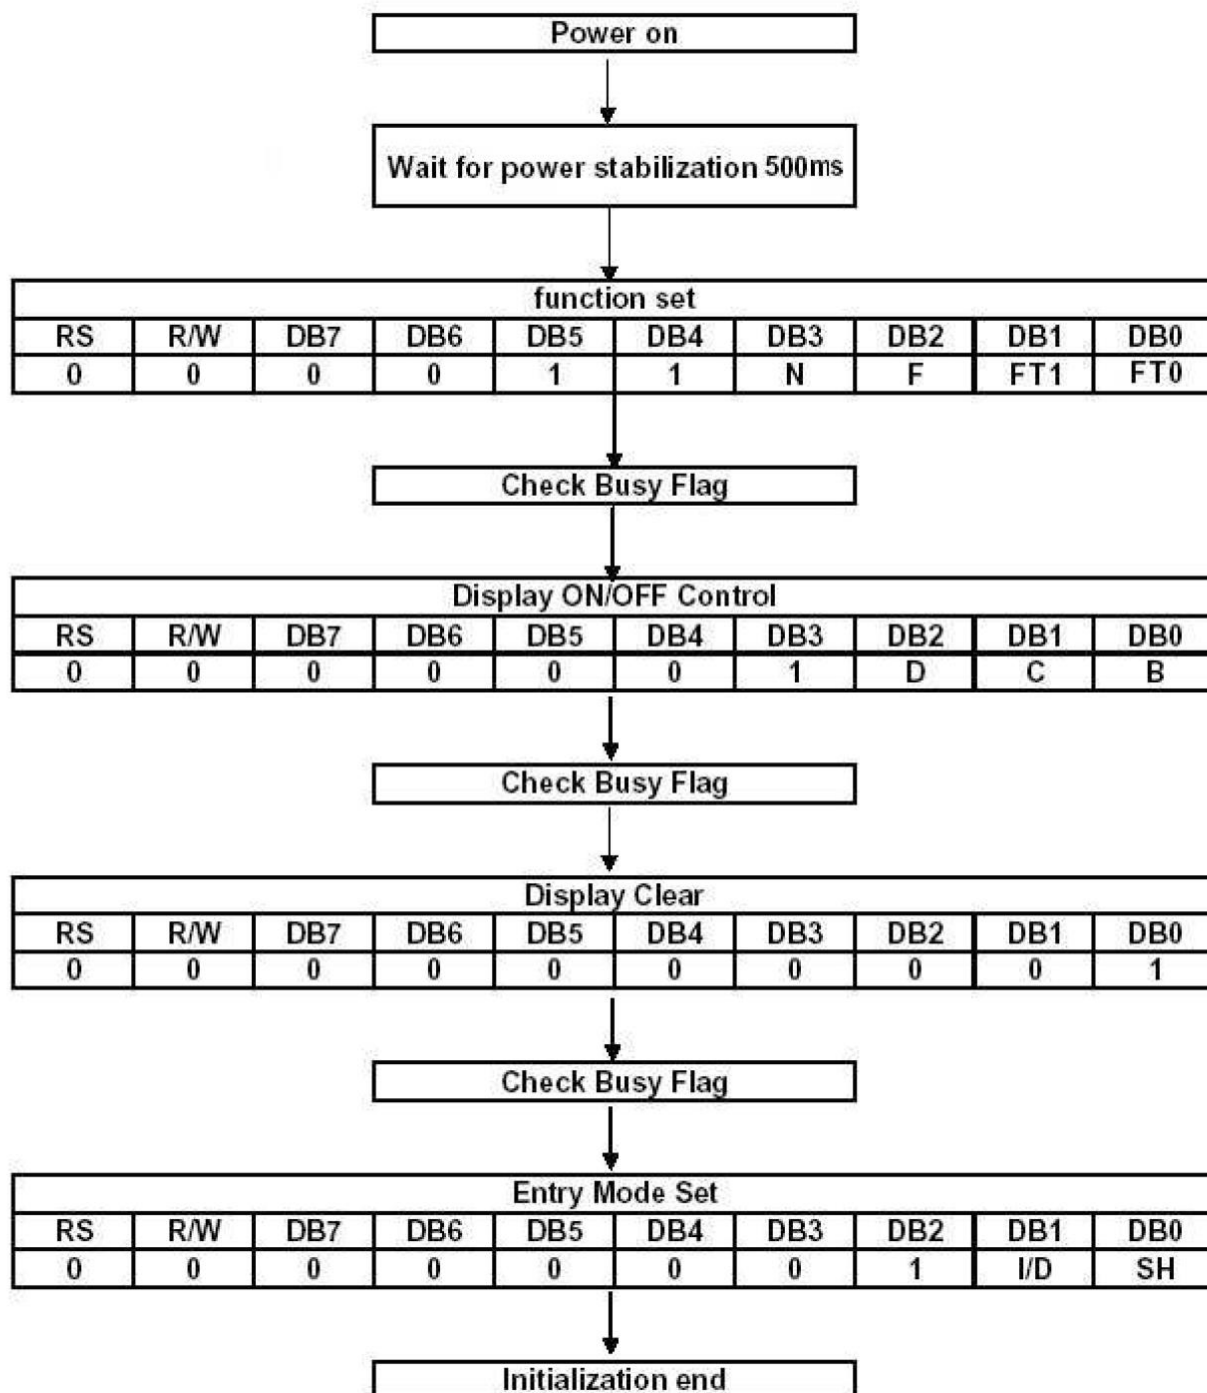 Power on
Wait for power stabilization 500ms
function set
RS R/W DB7 DB6 DB5 DB4 DB3 DB2 DB1 DB0
0 0 0 0 1 1 N F FT1 FT0
Check Busy Flag
Display ON/OFF Control
RS R/W DB7 DB6 DB5 DB4 DB3 DB2 DB1 DB0
0 0 0 0 0 0 1 D C B
Check Busy Flag
Display Clear
RS R/W DB7 DB6 DB5 DB4 DB3 DB2 DB1 DB0
0 0 0 0 0 0 0 0 0 1
Check Busy Flag
Entry Mode Set
RS R/W DB7 DB6 DB5 DB4 DB3 DB2 DB1 DB0
0 0 0 0 0 0 0 1 I/D SH
Initialization end